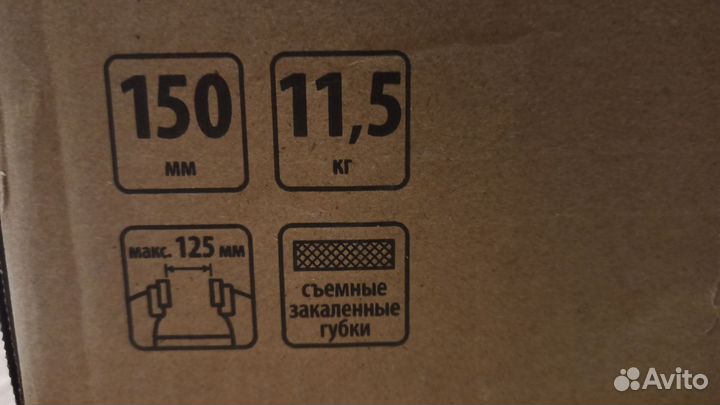 150
мм
11,5
кг
макс. 125 мм
съемные
закаленные
губки
Avito